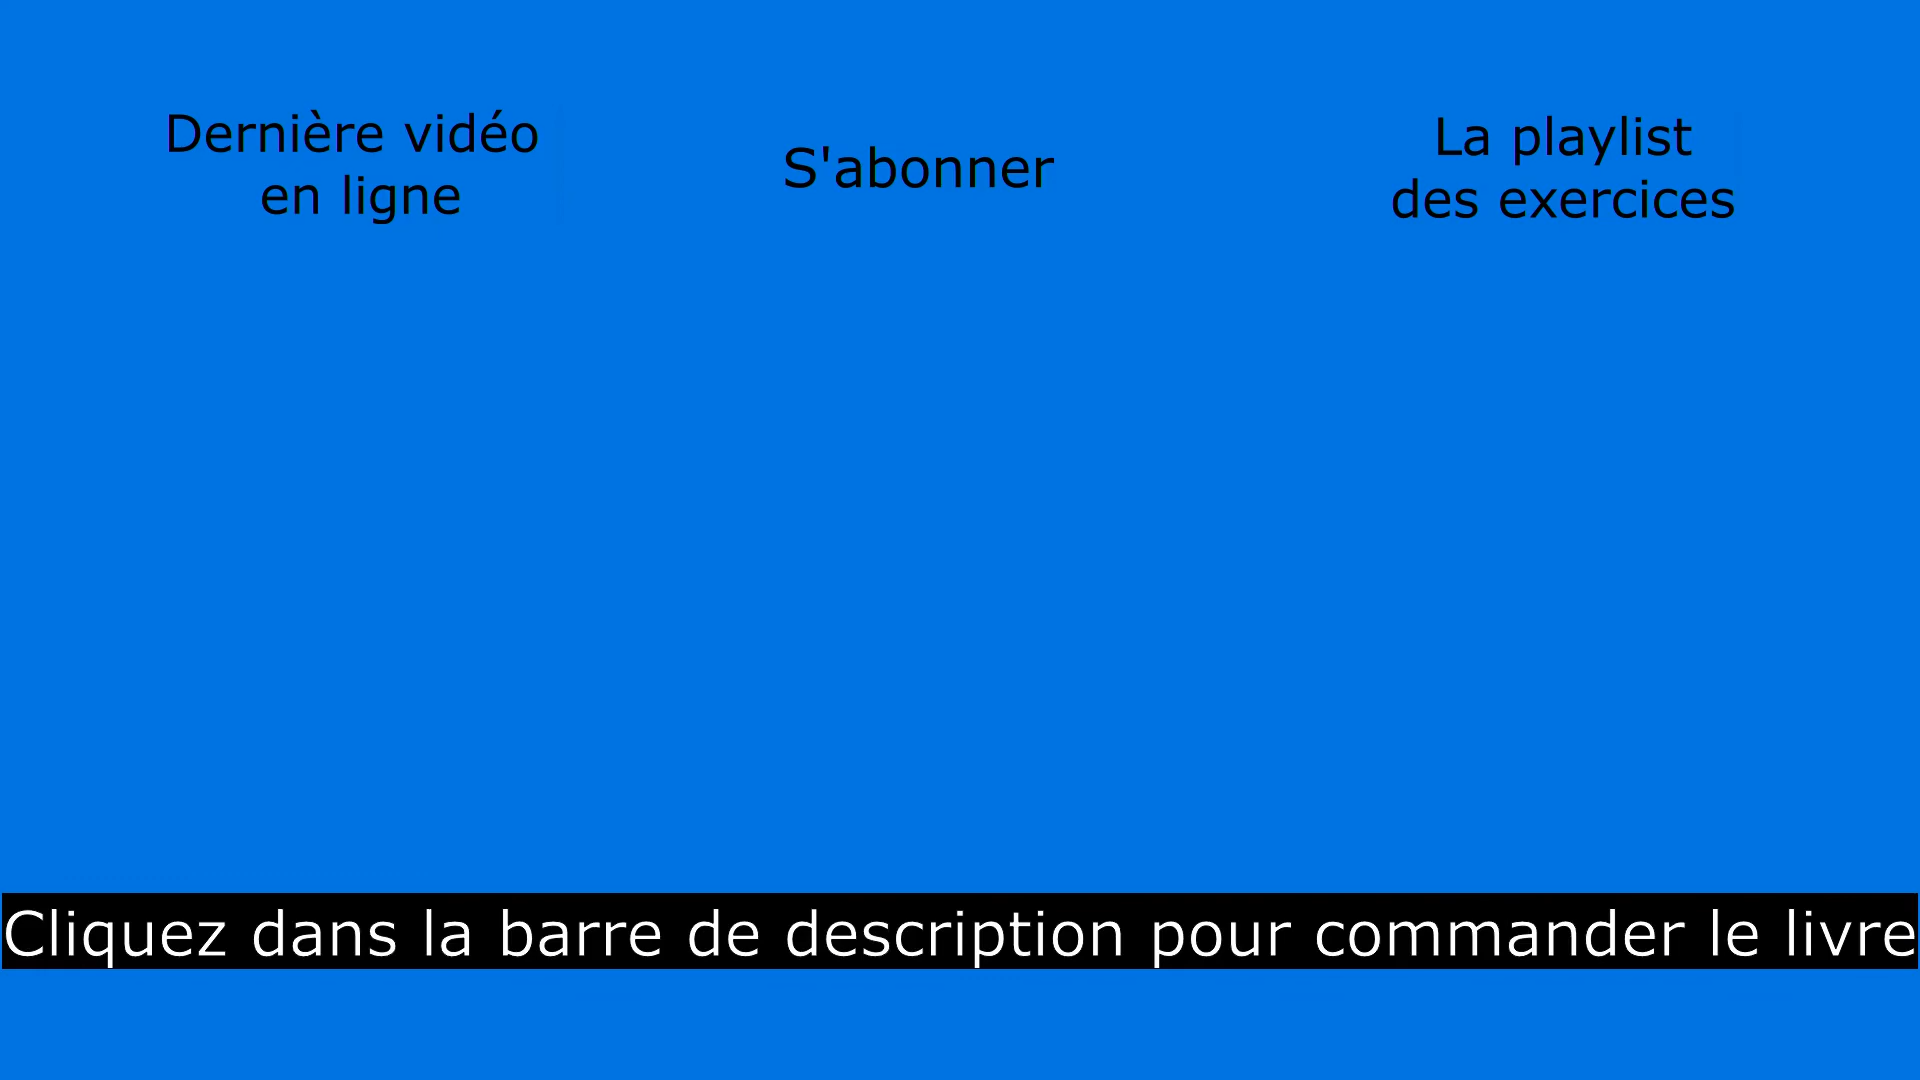 Dernière vidéo
en ligne
S'abonner
La playlist
des exercices
Cliquez dans la barre de description pour commander le livre